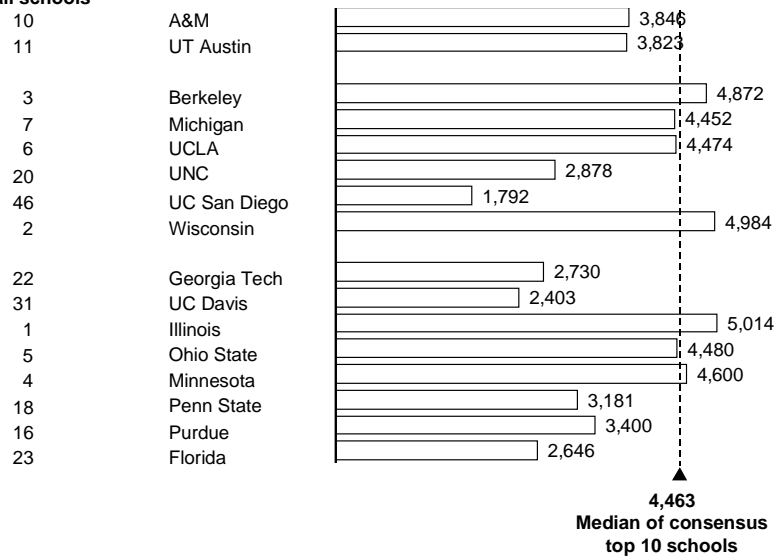 all schools
10 A&M 3,846
11 UT Austin 3,823
3 Berkeley 4,872
7 Michigan 4,452
6 UCLA 4,474
20 UNC 2,878
46 UC San Diego 1,792
2 Wisconsin 4,984
22 Georgia Tech 2,730
31 UC Davis 2,403
1 Illinois 5,014
5 Ohio State 4,480
4 Minnesota 4,600
18 Penn State 3,181
16 Purdue 3,400
23 Florida 2,646
4,463
Median of consensus
top 10 schools